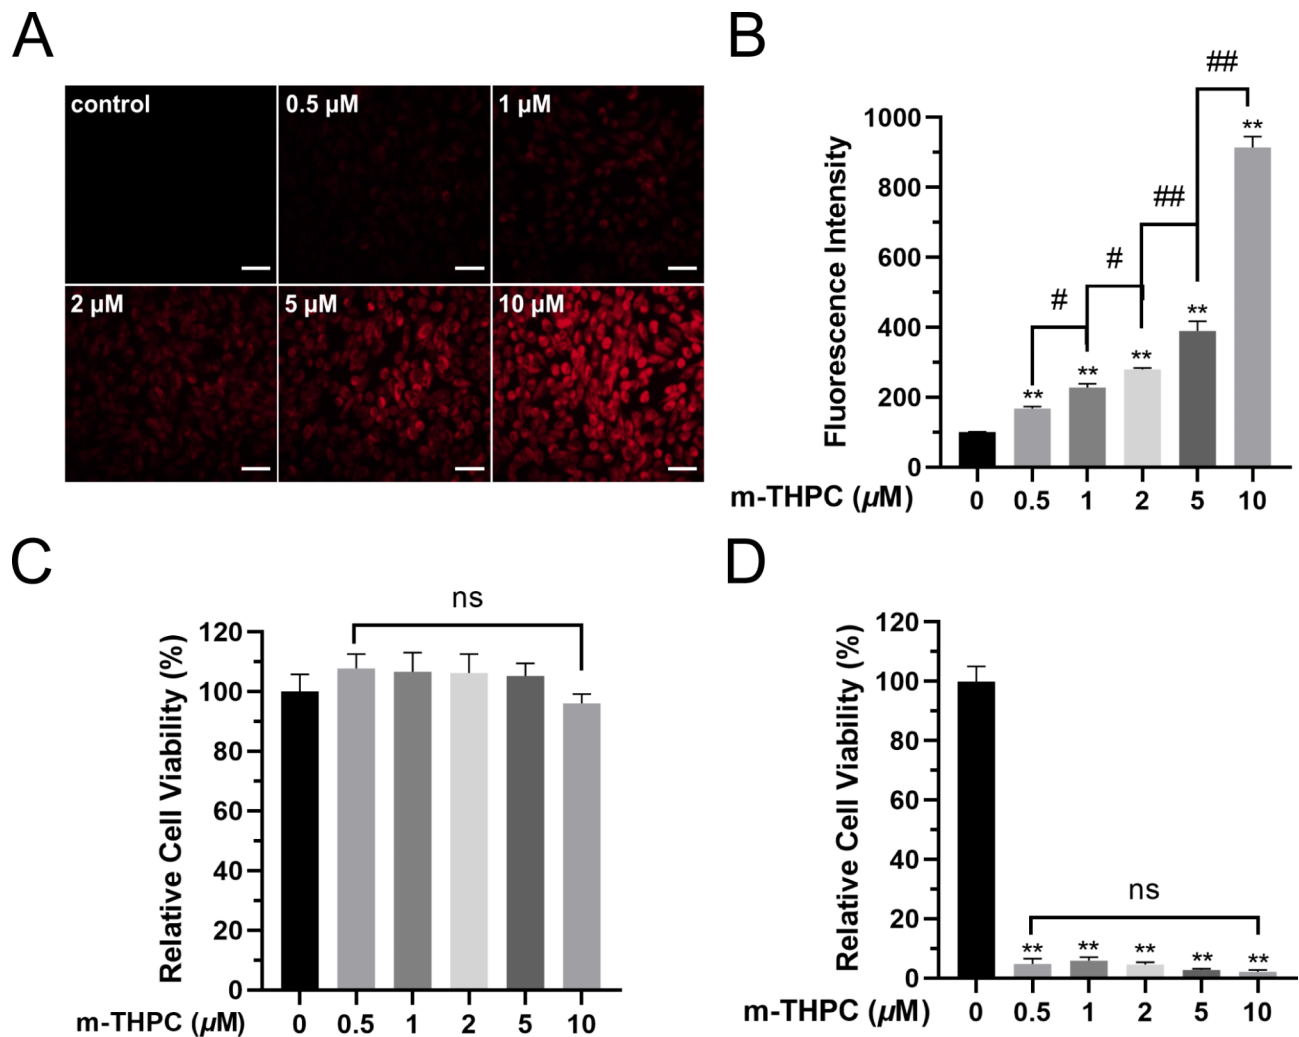 A
control
0.5 µM
1 µM
2 µM
5 µM
10 µM
B
Fluorescence Intensity
1000
800
600
400
200
0
##
##
#
#
** ** ** ** **
m-THPC (µM) 0 0.5 1 2 5 10
C
Relative Cell Viability (%)
120
100
80
60
40
20
0
ns
m-THPC (µM) 0 0.5 1 2 5 10
D
Relative Cell Viability (%)
120
100
80
60
40
20
0
ns
** ** ** ** **
m-THPC (µM) 0 0.5 1 2 5 10